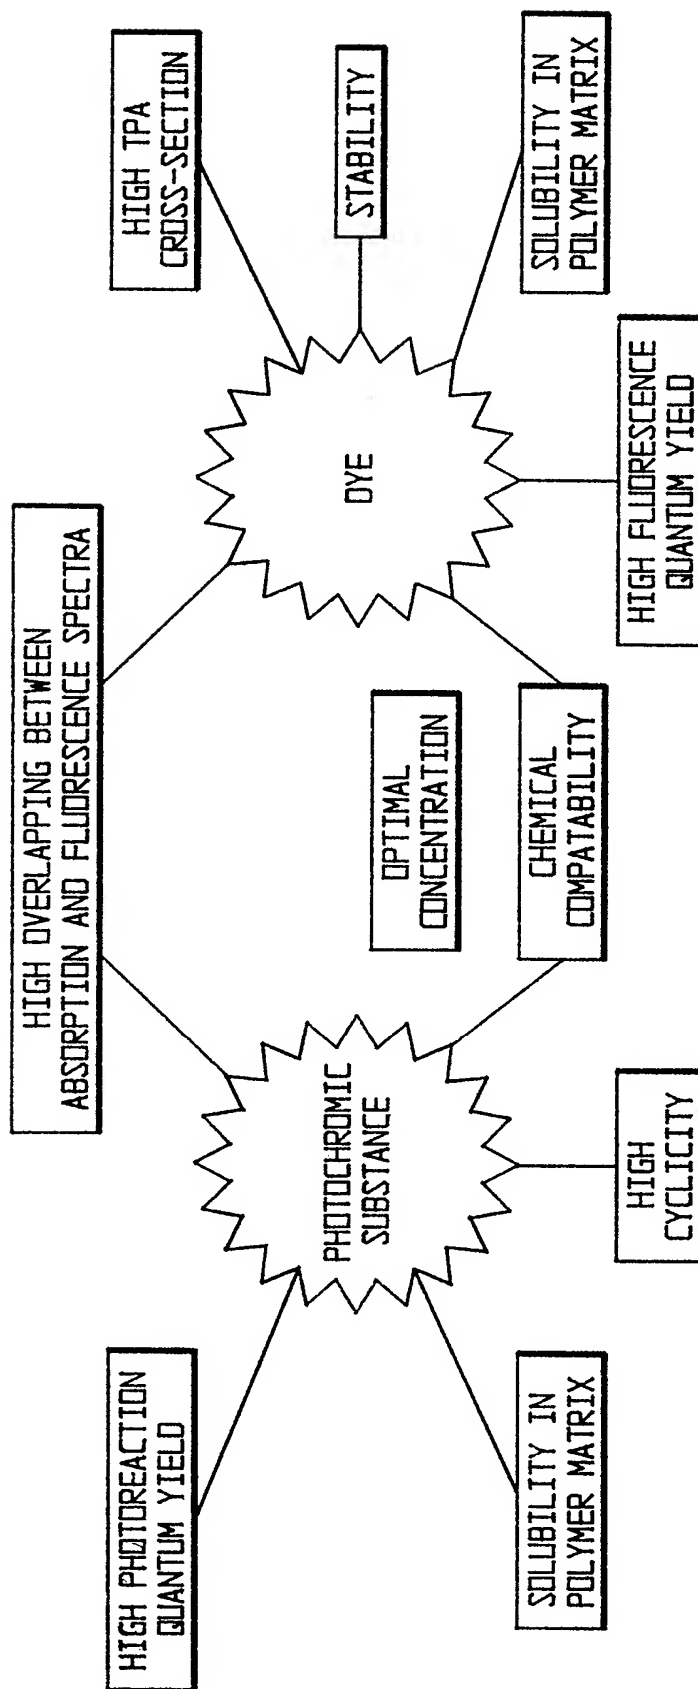 HIGH OVERLAPPING BETWEEN
ABSORPTION AND FLUORESCENCE SPECTRA
HIGH PHOTOREACTION
QUANTUM YIELD
HIGH TPA
CROSS-SECTION
PHOTOCHROMIC
SUBSTANCE
DYE
STABILITY
OPTIMAL
CONCENTRATION
SOLUBILITY IN
POLYMER MATRIX
CHEMICAL
COMPATABILITY
SOLUBILITY IN
POLYMER MATRIX
HIGH
CYCLICITY
HIGH FLUORESCENCE
QUANTUM YIELD